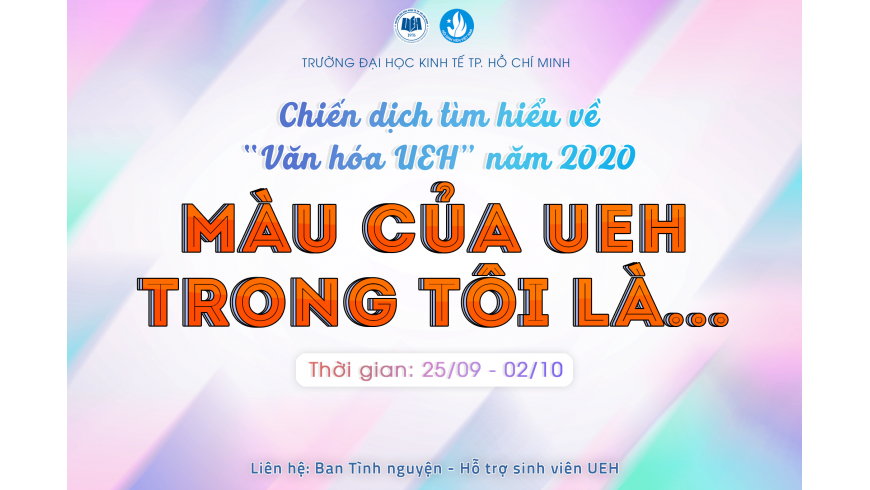 UEH
1976
TRƯỜNG ĐẠI HỌC KINH TẾ TP. HỒ CHÍ MINH
Chiến dịch tìm hiểu về
“Văn hóa UEH” năm 2020
MÀU CỦA UEH
TRONG TÔI LÀ...
Thời gian: 25/09 - 02/10
Liên hệ: Ban Tình nguyện - Hỗ trợ sinh viên UEH